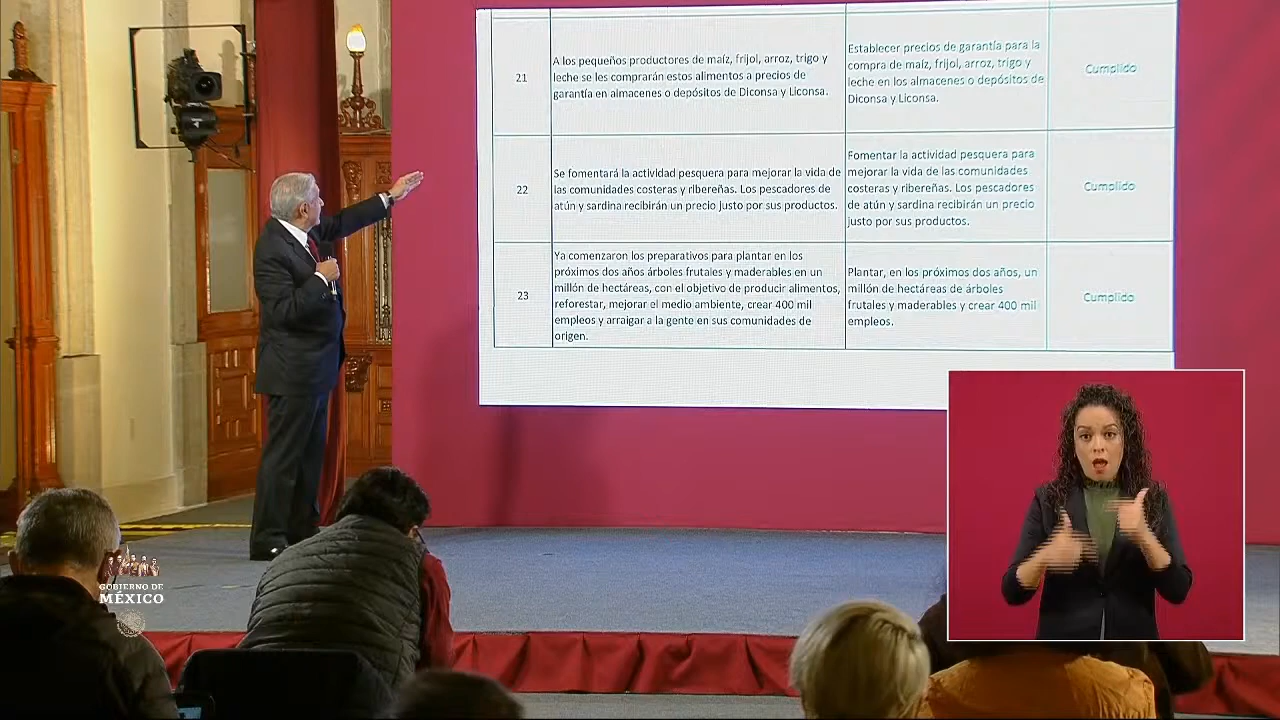 21
A los pequeños productores de maíz, frijol, arroz, trigo y
leche se les comprarán estos alimentos a precios de
garantía en almacenes o depósitos de Diconsa y Liconsa.
Establecer precios de garantía para la
compra de maíz, frijol, arroz, trigo y
leche en los almacenes o depósitos de
Diconsa y Liconsa.
Cumplido
22
Se fomentará la actividad pesquera para mejorar la vida de
las comunidades costeras y ribereñas. Los pescadores de
atún y sardina recibirán un precio justo por sus productos.
Fomentar la actividad pesquera para
mejorar la vida de las comunidades
costeras y ribereñas. Los pescadores
de atún y sardina recibirán un precio
justo por sus productos.
Cumplido
23
Ya comenzaron los preparativos para plantar en los
próximos dos años árboles frutales y maderables en un
millón de hectáreas, con el objetivo de producir alimentos,
reforestar, mejorar el medio ambiente, crear 400 mil
empleos y arraigar a la gente en sus comunidades de
origen.
Plantar, en los próximos dos años, un
millón de hectáreas de árboles
frutales y maderables y crear 400 mil
empleos.
Cumplido
GOBIERNO DE
MÉXICO